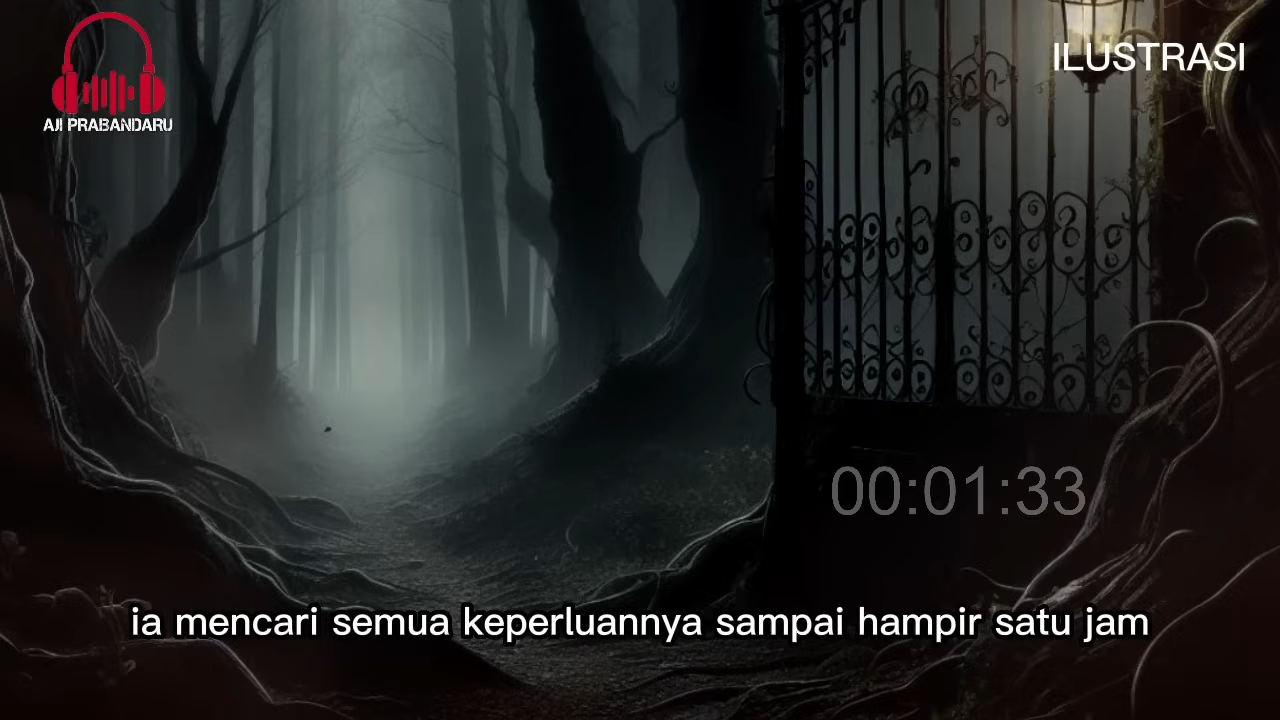 ILUSTRASI
AJI PRABANDARU
00:01:33
ia mencari semua keperluannya sampai hampir satu jam